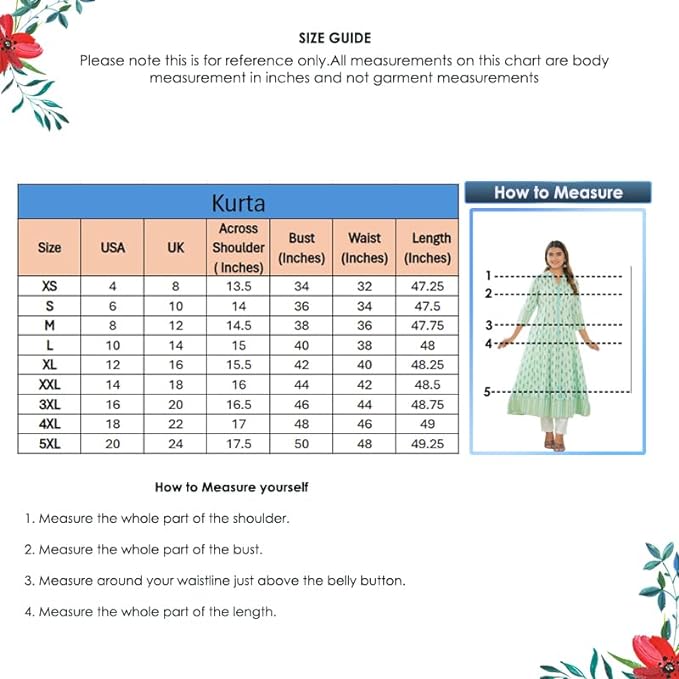 SIZE GUIDE
Please note this is for reference only.All measurements on this chart are body
measurement in inches and not garment measurements
Kurta
Size USA UK Across Shoulder ( Inches) Bust (Inches) Waist (Inches) Length (Inches)
XS 4 8 13.5 34 32 47.25
S 6 10 14 36 34 47.5
M 8 12 14.5 38 36 47.75
L 10 14 15 40 38 48
XL 12 16 15.5 42 40 48.25
XXL 14 18 16 44 42 48.5
3XL 16 20 16.5 46 44 48.75
4XL 18 22 17 48 46 49
5XL 20 24 17.5 50 48 49.25
How to Measure
1
2
3
4
5
How to Measure yourself
1. Measure the whole part of the shoulder.
2. Measure the whole part of the bust.
3. Measure around your waistline just above the belly button.
4. Measure the whole part of the length.